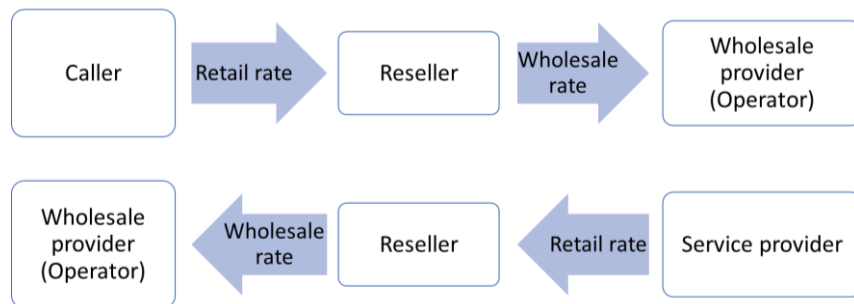 Caller
Retail rate
Reseller
Wholesale
rate
Wholesale
provider
(Operator)
Wholesale
provider
(Operator)
Wholesale
rate
Reseller
Retail rate
Service provider